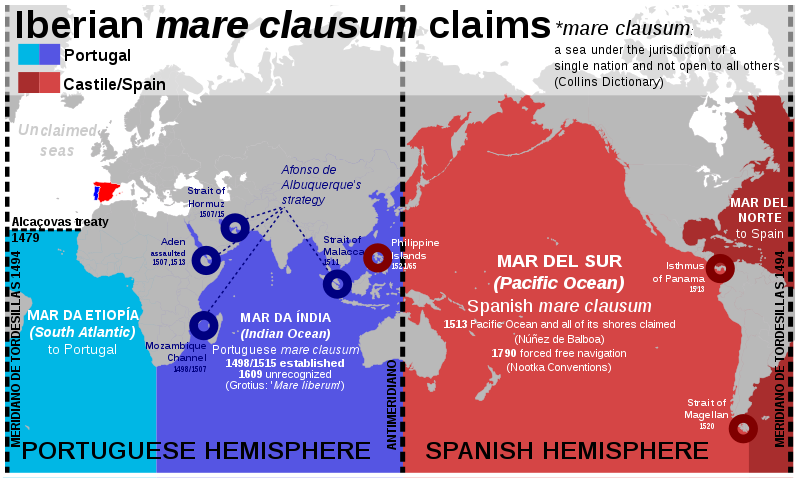 Iberian mare clausum claims
*mare clausum:
a sea under the jurisdiction of a
single nation and not open to all others
(Collins Dictionary)
Portugal
Castile/Spain
Unclaimed
seas
Afonso de
Albuquerque's
strategy
Strait of
Hormuz
1507/15
Alcaçovas treaty
1479
Aden
assaulted
1507,1513
Strait of
Malacca
1511
Philippine
Islands
1521/65
MAR DEL
NORTE
to Spain
MAR DEL SUR
(Pacific Ocean)
Spanish mare clausum
1513 Pacific Ocean and all of its shores claimed
(Núñez de Balboa)
1790 forced free navigation
(Nootka Conventions)
Isthmus
of Panama
1513
MAR DA ETIOPÍA
(South Atlantic)
to Portugal
MAR DA ÍNDIA
(Indian Ocean)
Portuguese mare clausum
1498/1515 established
1609 unrecognized
(Grotius: 'Mare liberum')
Mozambique
Channel
1498/1507
Strait of
Magellan
1520
MERIDIANO DE TORDESILLAS 1494
ANTIMERIDIANO
MERIDIANO DE TORDESILLAS 1494
PORTUGUESE HEMISPHERE
SPANISH HEMISPHERE